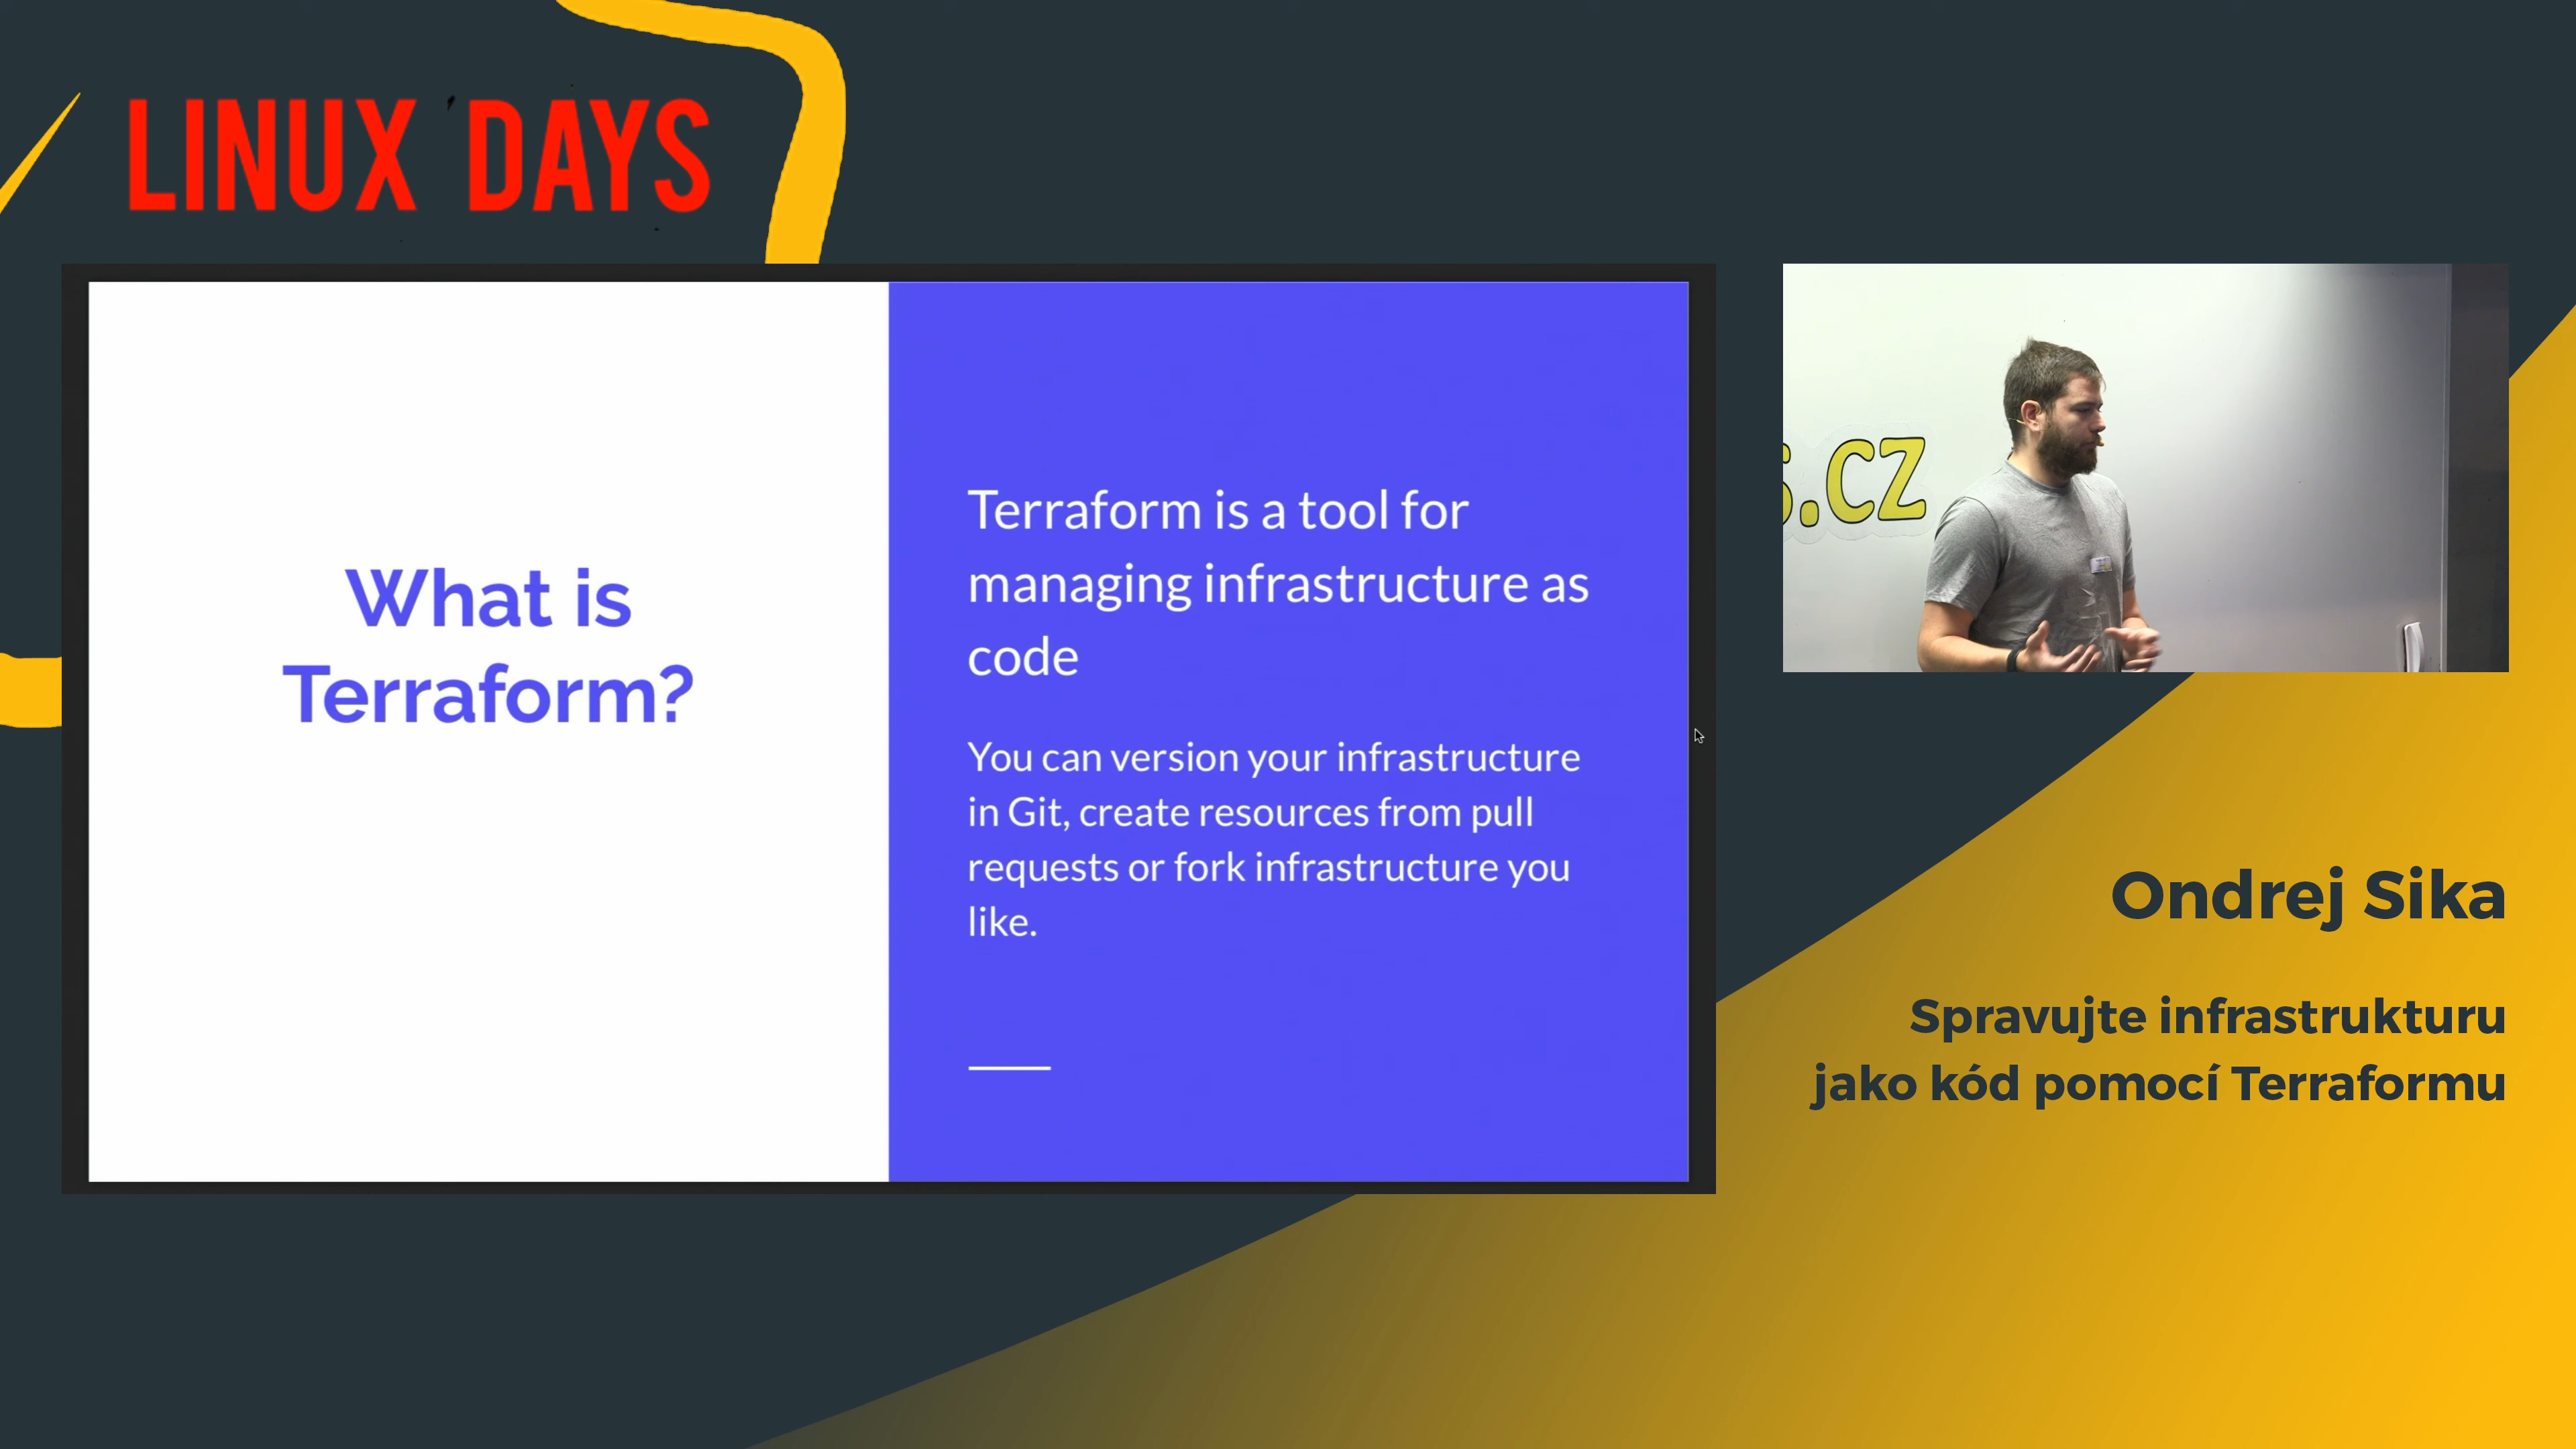 LINUX DAYS
What is
Terraform?
Terraform is a tool for
managing infrastructure as
code
You can version your infrastructure
in Git, create resources from pull
requests or fork infrastructure you
like.
.CZ
Ondrej Sika
Spravujte infrastrukturu
jako kód pomocí Terraformu